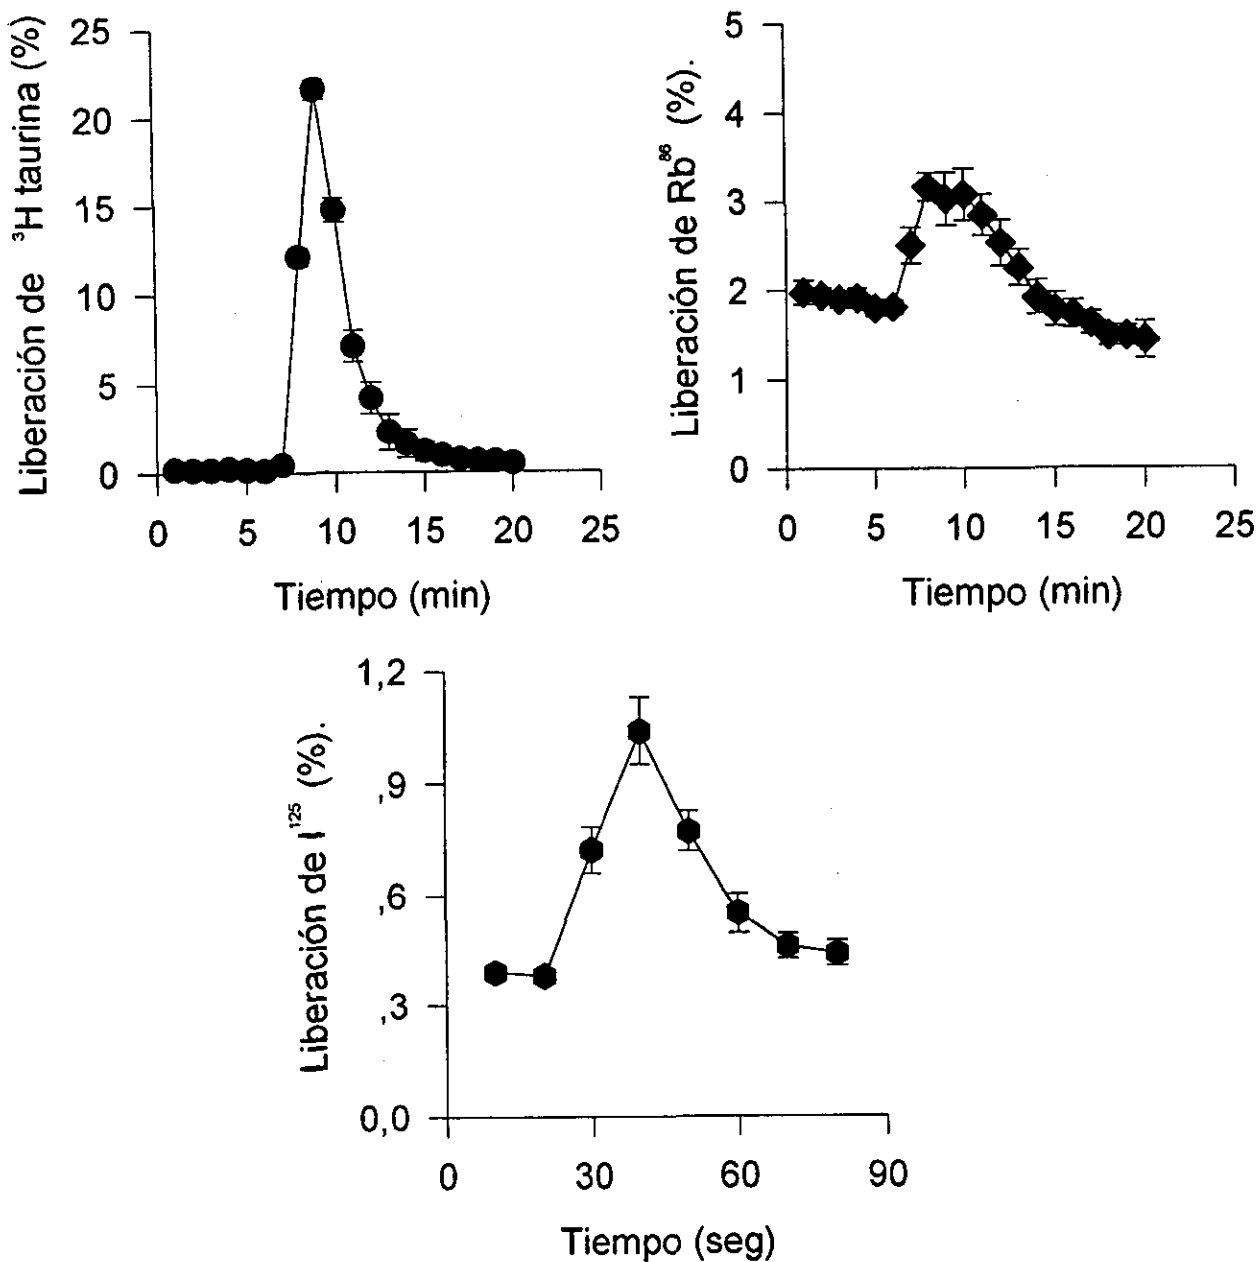 Liberación de ³H taurina (%)
25
20
15
10
5
0
0 5 10 15 20 25
Tiempo (min)
Liberación de Rb⁸⁶ (%).
5
4
3
2
1
0
0 5 10 15 20 25
Tiempo (min)
Liberación de I¹²⁵ (%).
1,2
,9
,6
,3
0,0
0 30 60 90
Tiempo (seg)